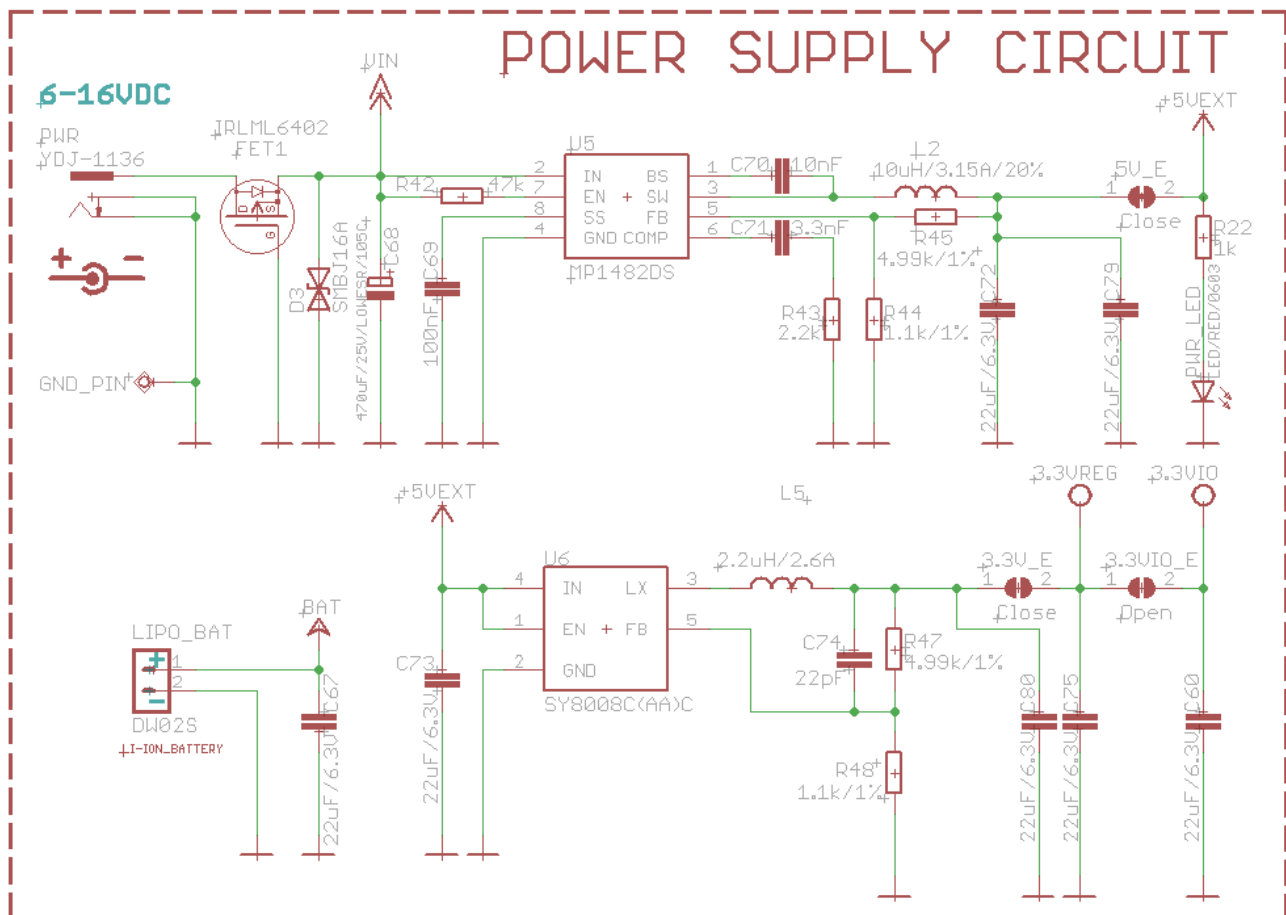 POWER SUPPLY CIRCUIT
6-16VDC
PWR
YDJ-1136
IRLML6402
FET1
D
S
G
VIN
GND_PIN
D3
SMBJ16A
470uF/25V/LOWESR/105C
C68
R42
47k
C69
100nF
U5
2 IN BS 1
7 EN SW 3
8 SS FB 5
4 GND COMP 6
MP1482DS
C70 10nF
C71 3.3nF
L2
10uH/3.15A/20%
R45
4.99k/1%
R43
2.2k
R44
1.1k/1%
C72
22uF/6.3V
C79
22uF/6.3V
5V_E
1 2
Close
+5VEXT
R22
1k
PWR_LED
LED/RED/0603
+5VEXT
U6
4 IN LX 3
1 EN FB 5
2 GND
SY8008C(AA)C
C73
22uF/6.3V
L5
2.2uH/2.6A
C74
22pF
R47
4.99k/1%
R48
1.1k/1%
3.3V_E
1 2
Close
3.3VREG
3.3VIO_E
1 2
Open
3.3VIO
C80
22uF/6.3V
C75
22uF/6.3V
C60
22uF/6.3V
LIPO_BAT
1
2
DW02S
I-ION_BATTERY
BAT
C67
22uF/6.3V